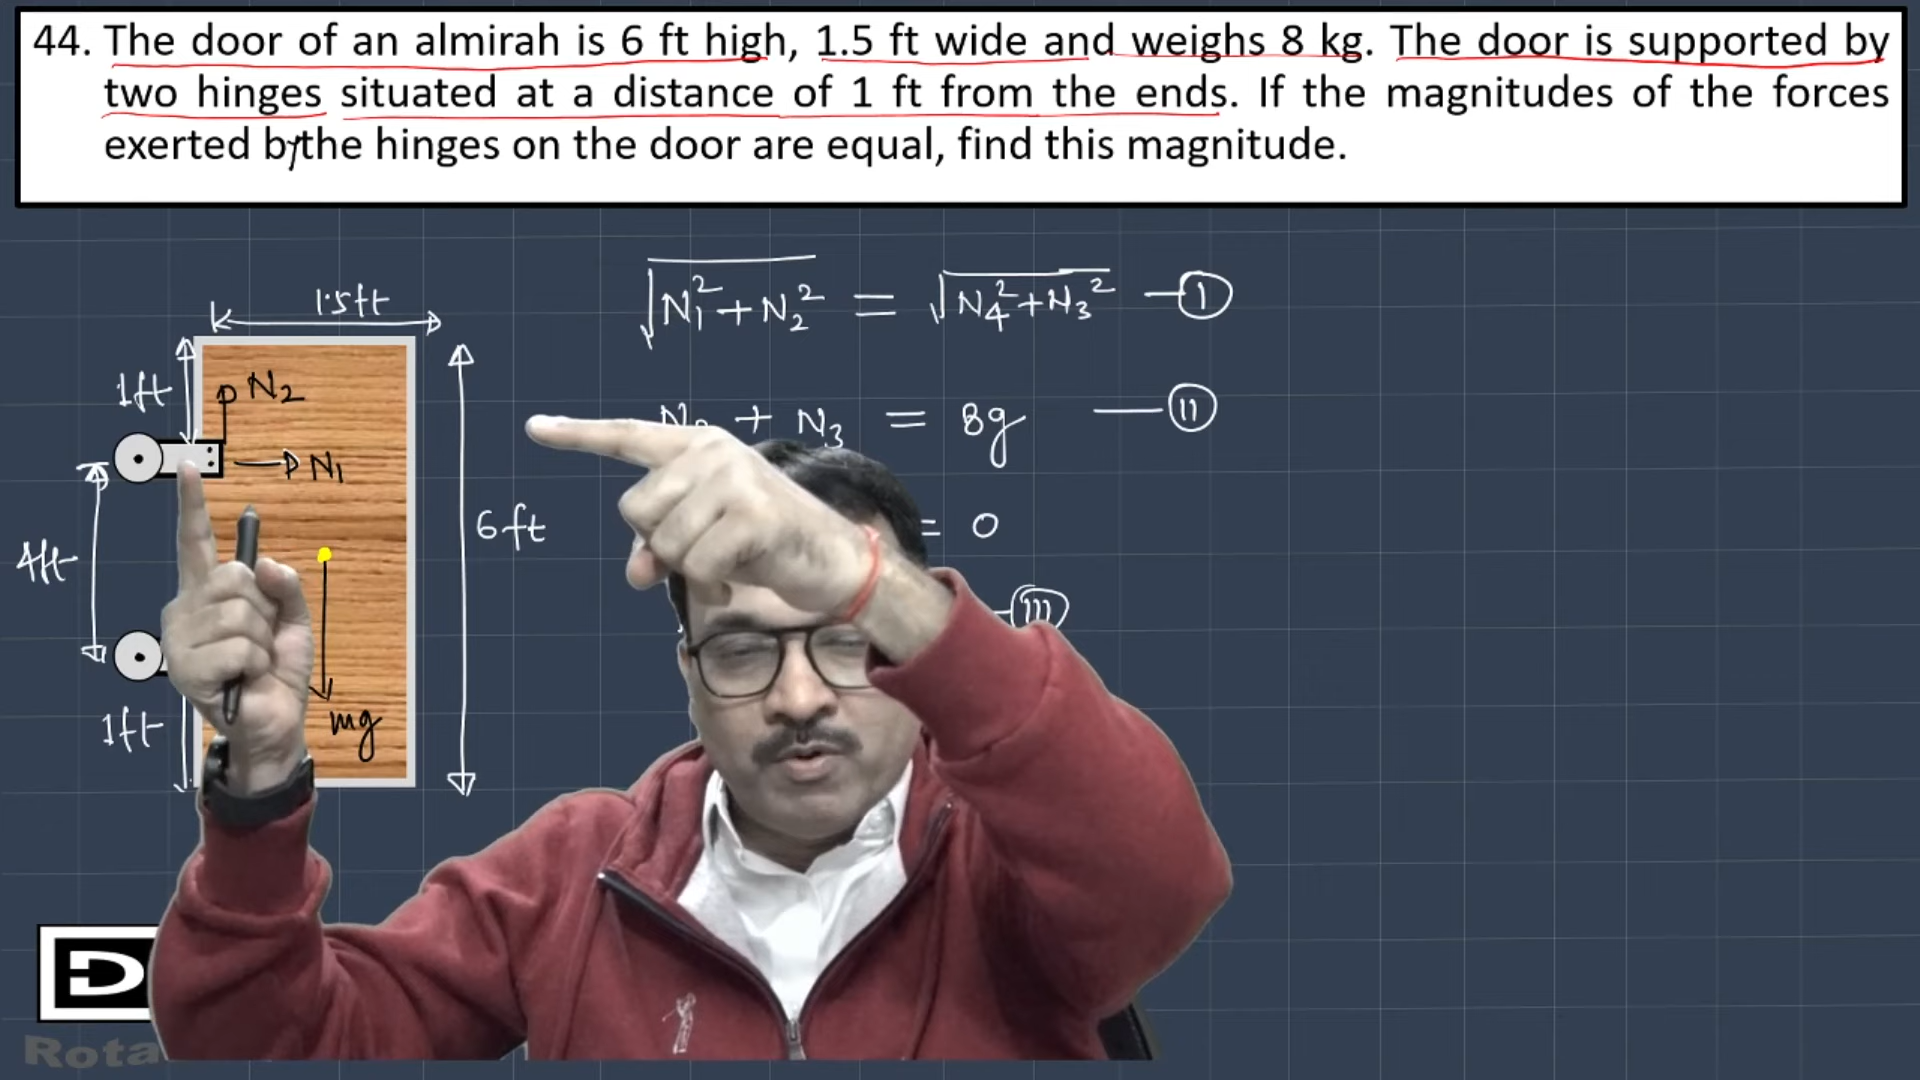 44. The door of an almirah is 6 ft high, 1.5 ft wide and weighs 8 kg. The door is supported by
two hinges situated at a distance of 1 ft from the ends. If the magnitudes of the forces
exerted by the hinges on the door are equal, find this magnitude.
1.5ft
√N₁²+N₂² = √N₄²+N₃² — I
1ft
N₂
+ N₃ = 8g — II
N₁
6ft
= 0
4ft
III
1ft
mg
D
Rota